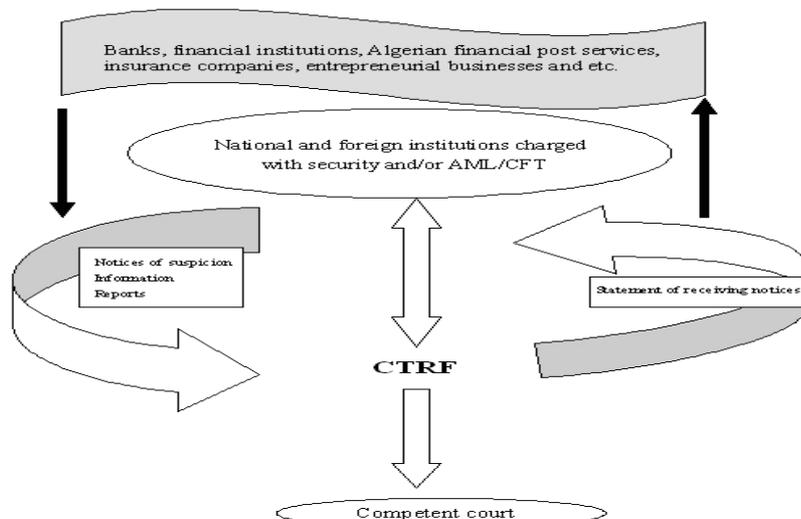 Banks, financial institutions, Algerian financial post services,
insurance companies, entrepreneurial businesses and etc.
National and foreign institutions charged
with security and/or AML/CFT
Notices of suspicion
Information
Reports
Statement of receiving notices
CTRF
Competent court